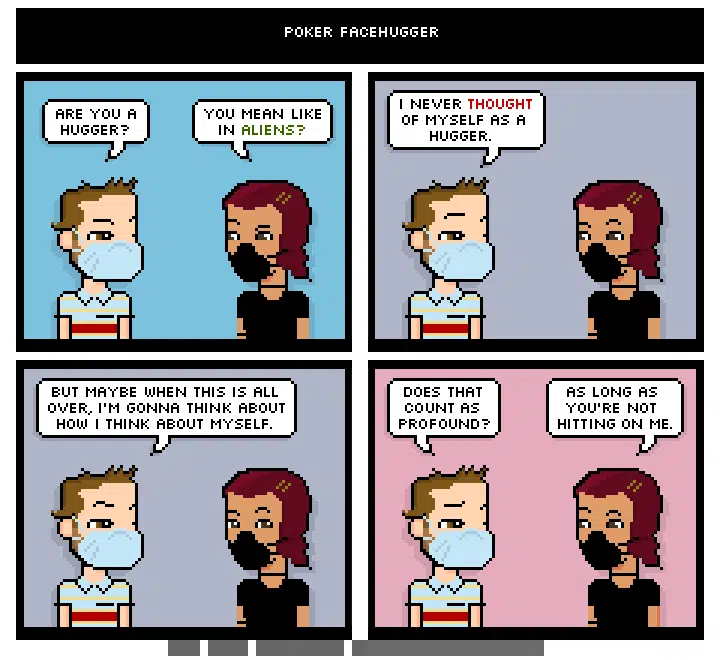 POKER FACEHUGGER
ARE YOU A
HUGGER?
YOU MEAN LIKE
IN ALIENS?
I NEVER THOUGHT
OF MYSELF AS A
HUGGER.
BUT MAYBE WHEN THIS IS ALL
OVER, I'M GONNA THINK ABOUT
HOW I THINK ABOUT MYSELF.
DOES THAT
COUNT AS
PROFOUND?
AS LONG AS
YOU'RE NOT
HITTING ON ME.